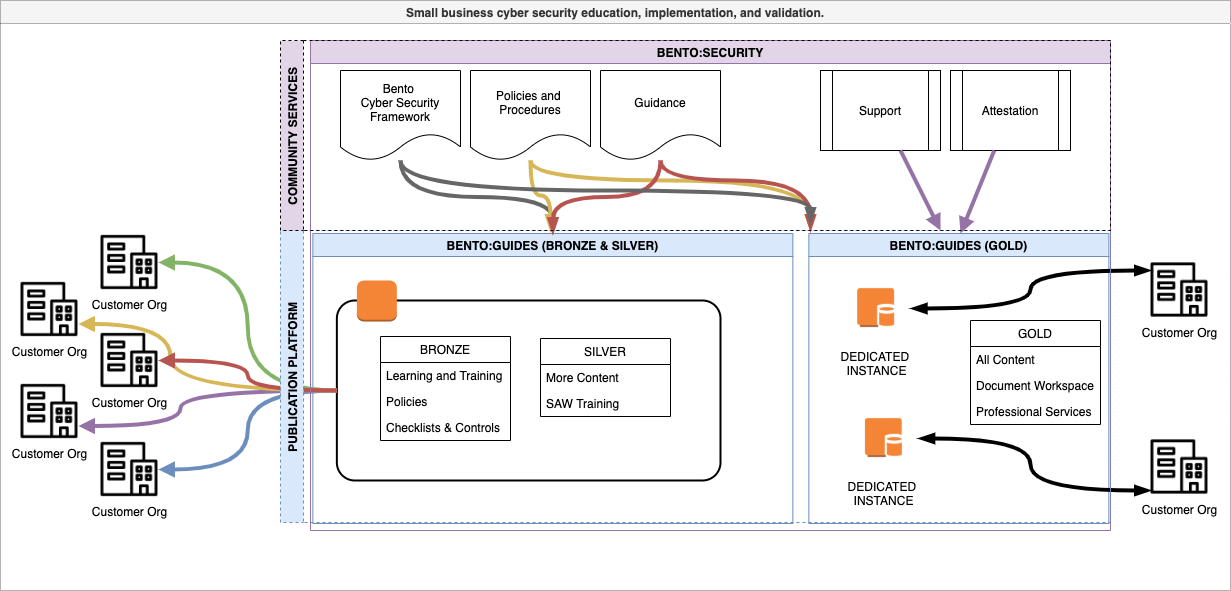 Small business cyber security education, implementation, and validation.
BENTO:SECURITY
COMMUNITY SERVICES
Bento
Cyber Security
Framework
Policies and
Procedures
Guidance
Support
Attestation
PUBLICATION PLATFORM
BENTO:GUIDES (BRONZE & SILVER)
BENTO:GUIDES (GOLD)
Customer Org
Customer Org
Customer Org
Customer Org
Customer Org
BRONZE
Learning and Training
Policies
Checklists & Controls
SILVER
More Content
SAW Training
DEDICATED
INSTANCE
GOLD
All Content
Document Workspace
Professional Services
DEDICATED
INSTANCE
Customer Org
Customer Org